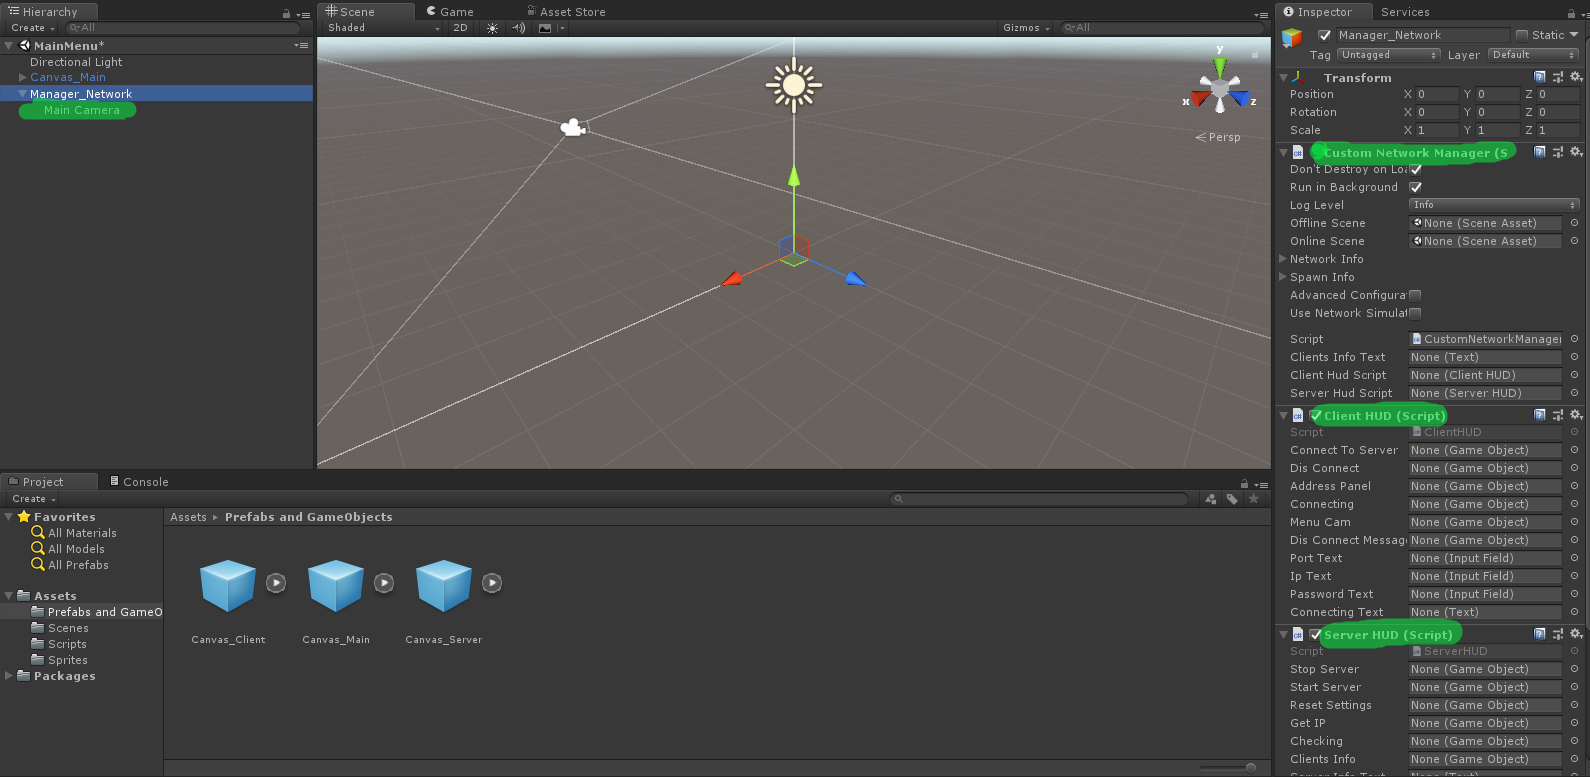 Hierarchy
Create All
MainMenu*
Directional Light
Canvas_Main
Manager_Network
Main Camera
Scene Game Asset Store
Shaded 2D Gizmos All
y
x z
Persp
Project Console
Create
Favorites
All Materials
All Models
All Prefabs
Assets
Prefabs and GameO
Scenes
Scripts
Sprites
Packages
Assets ▸ Prefabs and GameObjects
Canvas_Client Canvas_Main Canvas_Server
Inspector Services
Manager_Network Static
Tag Untagged Layer Default
Transform
Position X 0 Y 0 Z 0
Rotation X 0 Y 0 Z 0
Scale X 1 Y 1 Z 1
Custom Network Manager (S
Don't Destroy on Loa
Run in Background
Log Level Info
Offline Scene None (Scene Asset)
Online Scene None (Scene Asset)
Network Info
Spawn Info
Advanced Configurat
Use Network Simulat
Script CustomNetworkManager
Clients Info Text None (Text)
Client Hud Script None (Client HUD)
Server Hud Script None (Server HUD)
Client HUD (Script)
Script ClientHUD
Connect To Server None (Game Object)
Dis Connect None (Game Object)
Address Panel None (Game Object)
Connecting None (Game Object)
Menu Cam None (Game Object)
Dis Connect Message None (Game Object)
Port Text None (Input Field)
Ip Text None (Input Field)
Password Text None (Input Field)
Connecting Text None (Text)
Server HUD (Script)
Script ServerHUD
Stop Server None (Game Object)
Start Server None (Game Object)
Reset Settings None (Game Object)
Get IP None (Game Object)
Checking None (Game Object)
Clients Info None (Game Object)
Server Info Text None (Text)